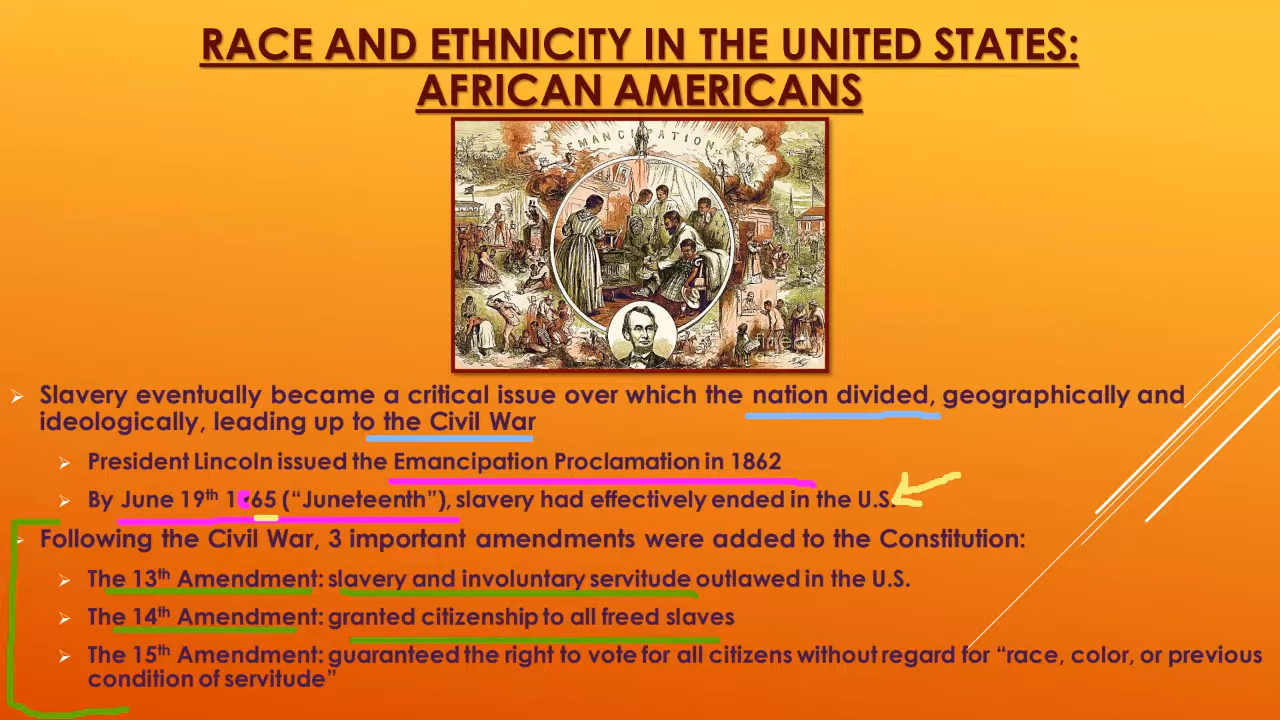 RACE AND ETHNICITY IN THE UNITED STATES:
AFRICAN AMERICANS
EMANCIPATION
Slavery eventually became a critical issue over which the nation divided, geographically and
ideologically, leading up to the Civil War
President Lincoln issued the Emancipation Proclamation in 1862
By June 19th 1865 (“Juneteenth”), slavery had effectively ended in the U.S.
Following the Civil War, 3 important amendments were added to the Constitution:
The 13th Amendment: slavery and involuntary servitude outlawed in the U.S.
The 14th Amendment: granted citizenship to all freed slaves
The 15th Amendment: guaranteed the right to vote for all citizens without regard for “race, color, or previous
condition of servitude”